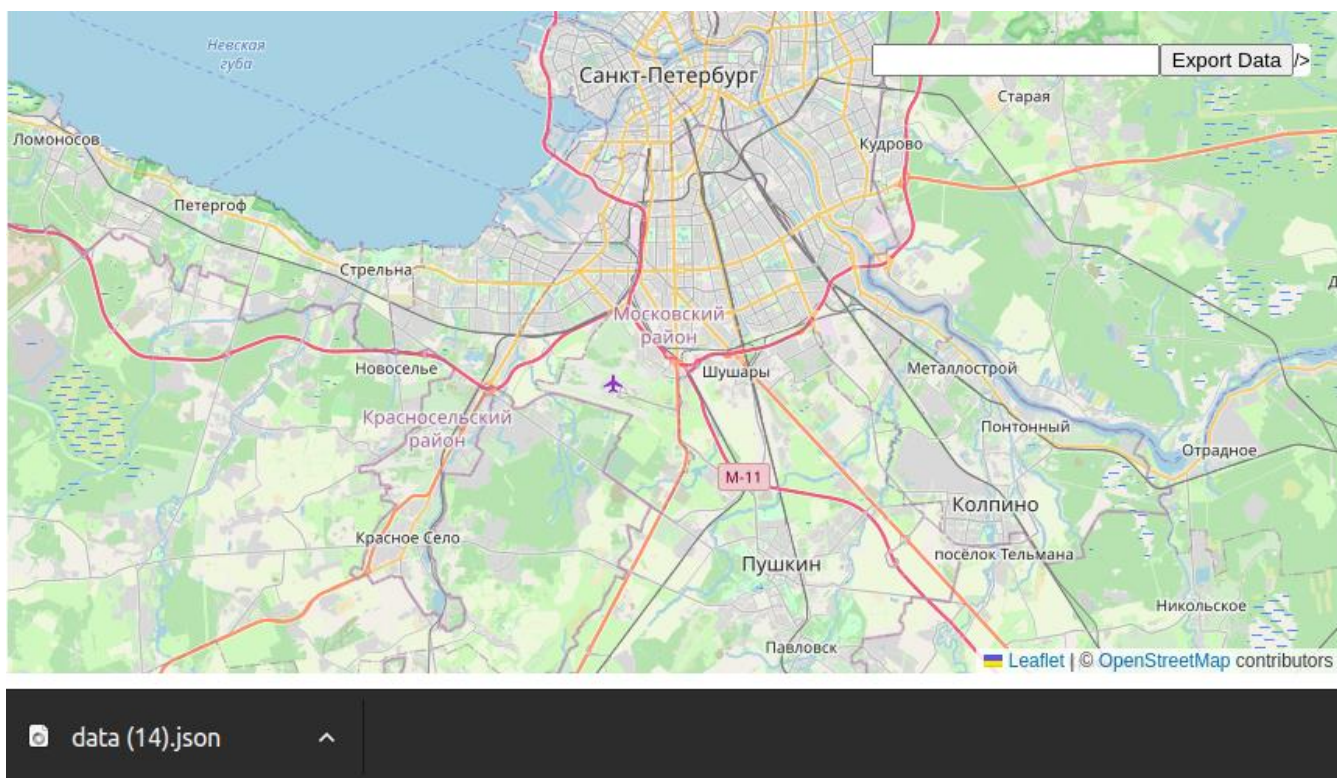 Невская
губа
Санкт-Петербург
Export Data />
Старая
Ломоносов
Кудрово
Петергоф
Стрельна
Московский
район
Новоселье
Шушары
Металлострой
Красносельский
район
Понтонный
Отрадное
М-11
Колпино
Красное Село
посёлок Тельмана
Пушкин
Никольское
Павловск
Leaflet | © OpenStreetMap contributors
data (14).json